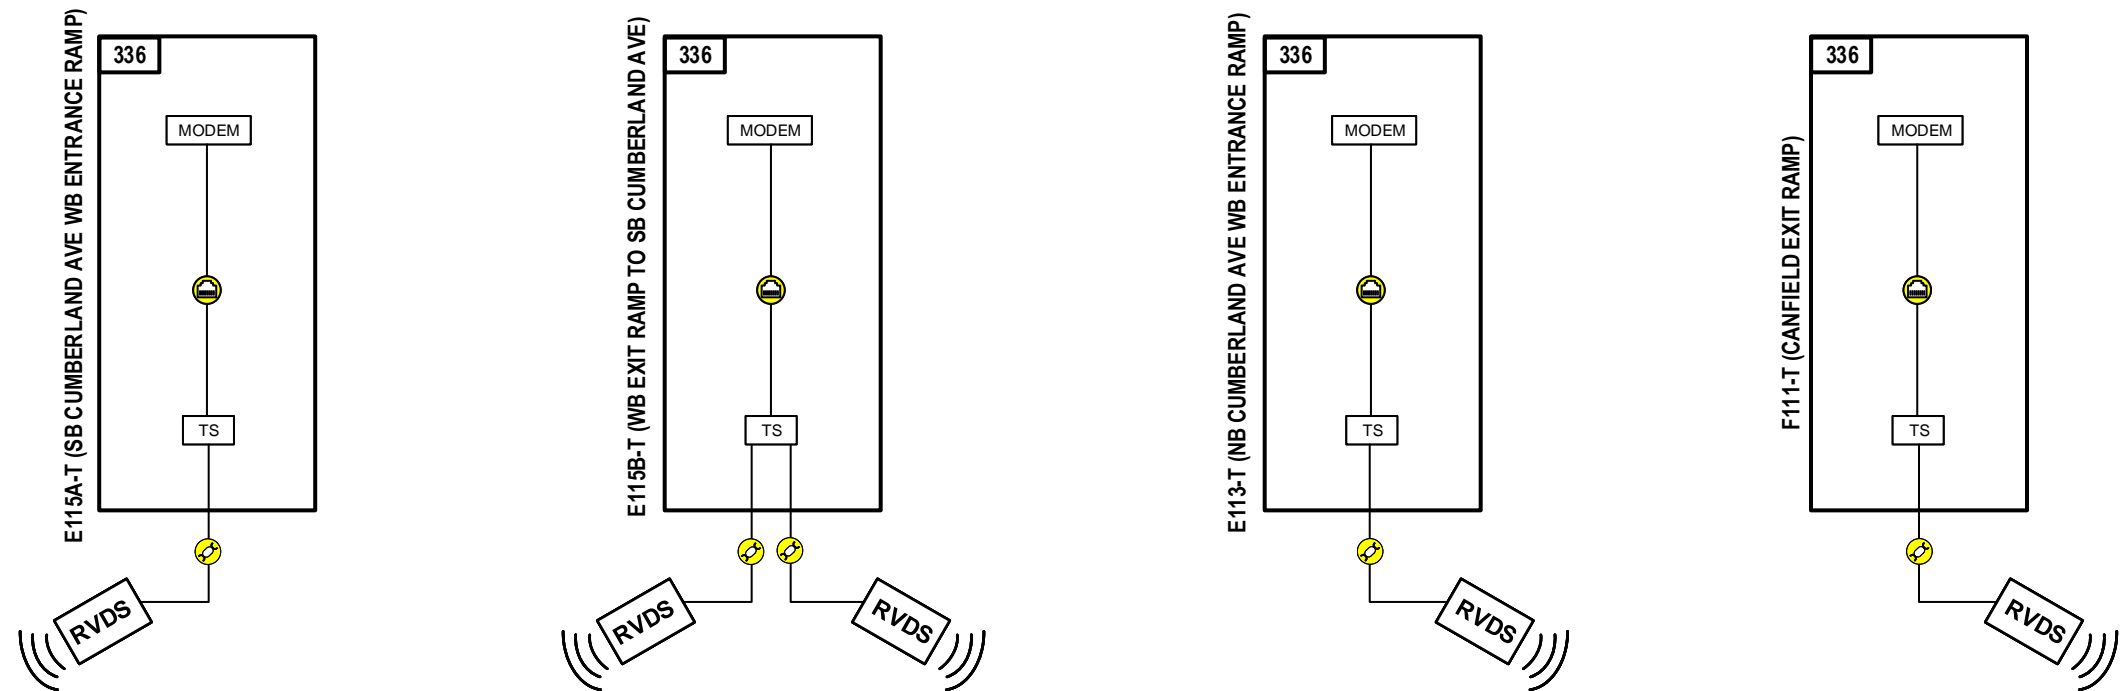 E115A-T (SB CUMBERLAND AVE WB ENTRANCE RAMP)
336
MODEM
TS
RVDS
E115B-T (WB EXIT RAMP TO SB CUMBERLAND AVE)
336
MODEM
TS
RVDS
RVDS
E113-T (NB CUMBERLAND AVE WB ENTRANCE RAMP)
336
MODEM
TS
RVDS
F111-T (CANFIELD EXIT RAMP)
336
MODEM
TS
RVDS